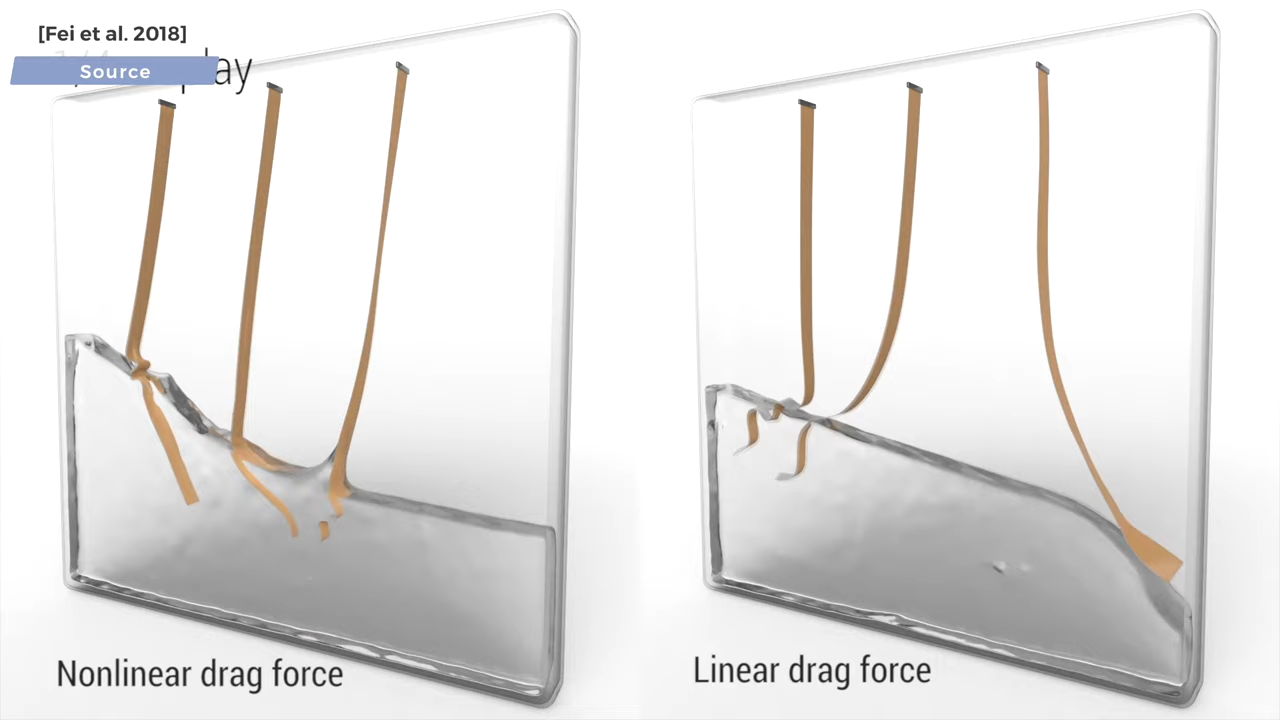 [Fei et al. 2018]
Source
Nonlinear drag force
Linear drag force